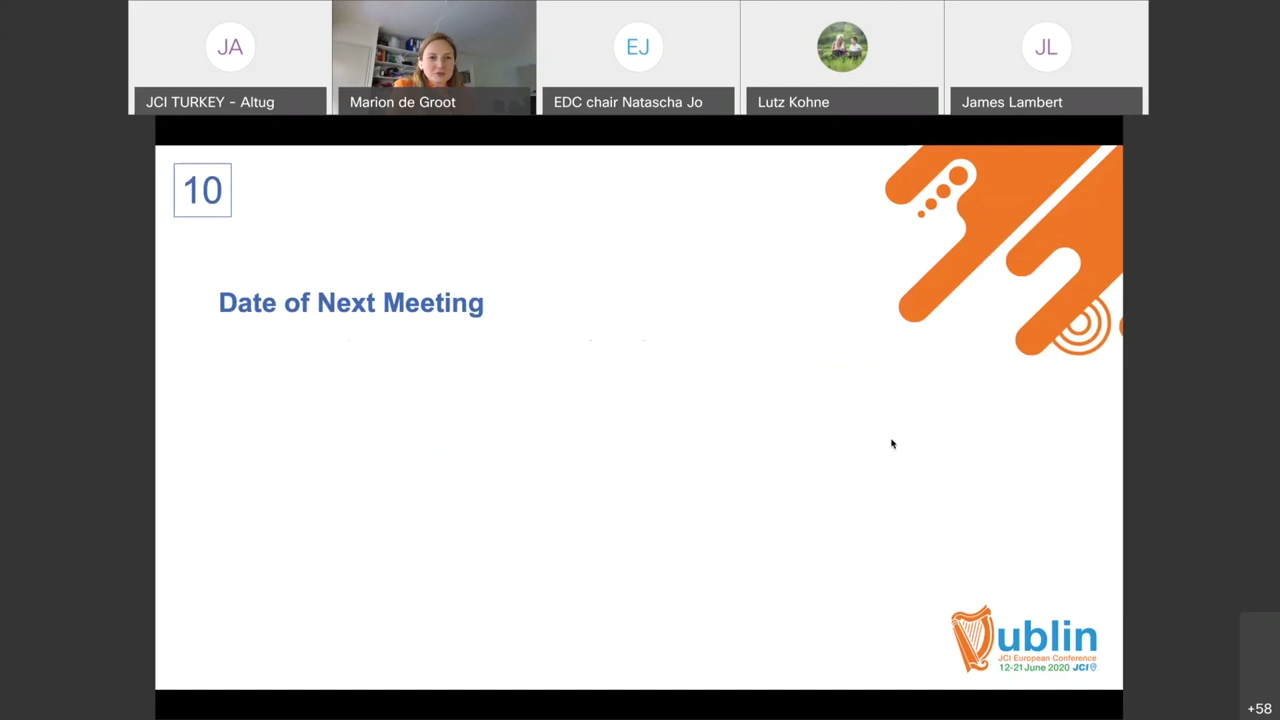 JA
EJ
JL
JCI TURKEY - Altug
Marion de Groot
EDC chair Natascha Jo
Lutz Kohne
James Lambert
10
Date of Next Meeting
Dublin
JCI European Conference
12-21 June 2020 JCI
+58